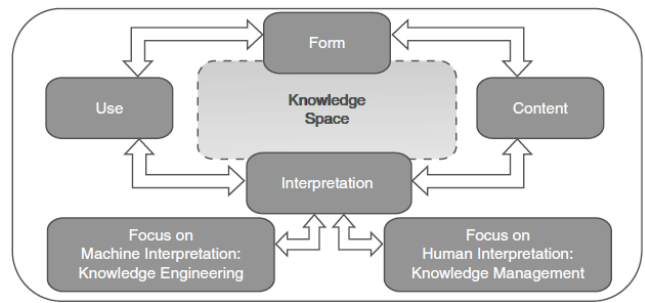 Form
Use
Knowledge
Space
Content
Interpretation
Focus on
Machine Interpretation:
Knowledge Engineering
Focus on
Human Interpretation:
Knowledge Management